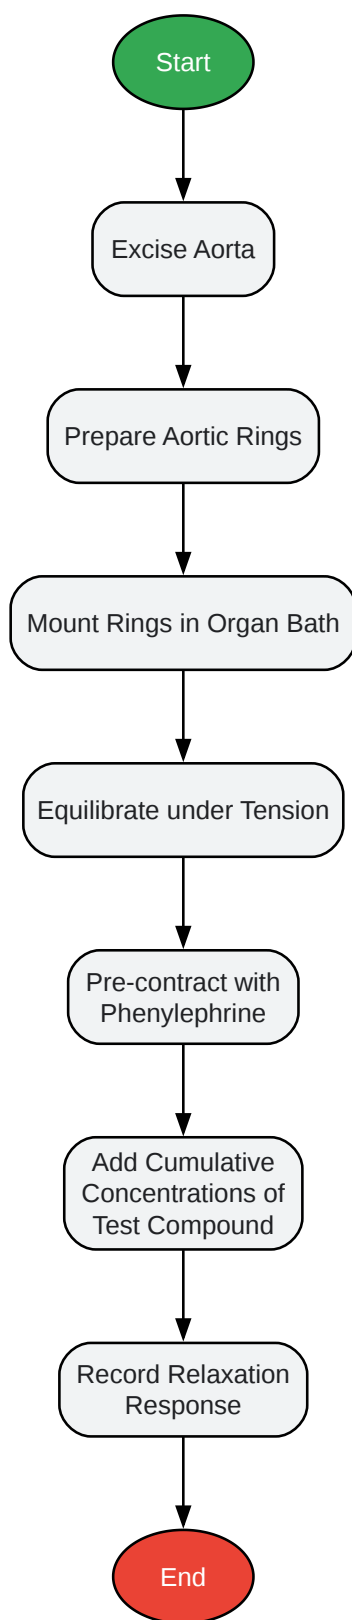 Start
Excise Aorta
Prepare Aortic Rings
Mount Rings in Organ Bath
Equilibrate under Tension
Pre-contract with
Phenylephrine
Add Cumulative
Concentrations of
Test Compound
Record Relaxation
Response
End